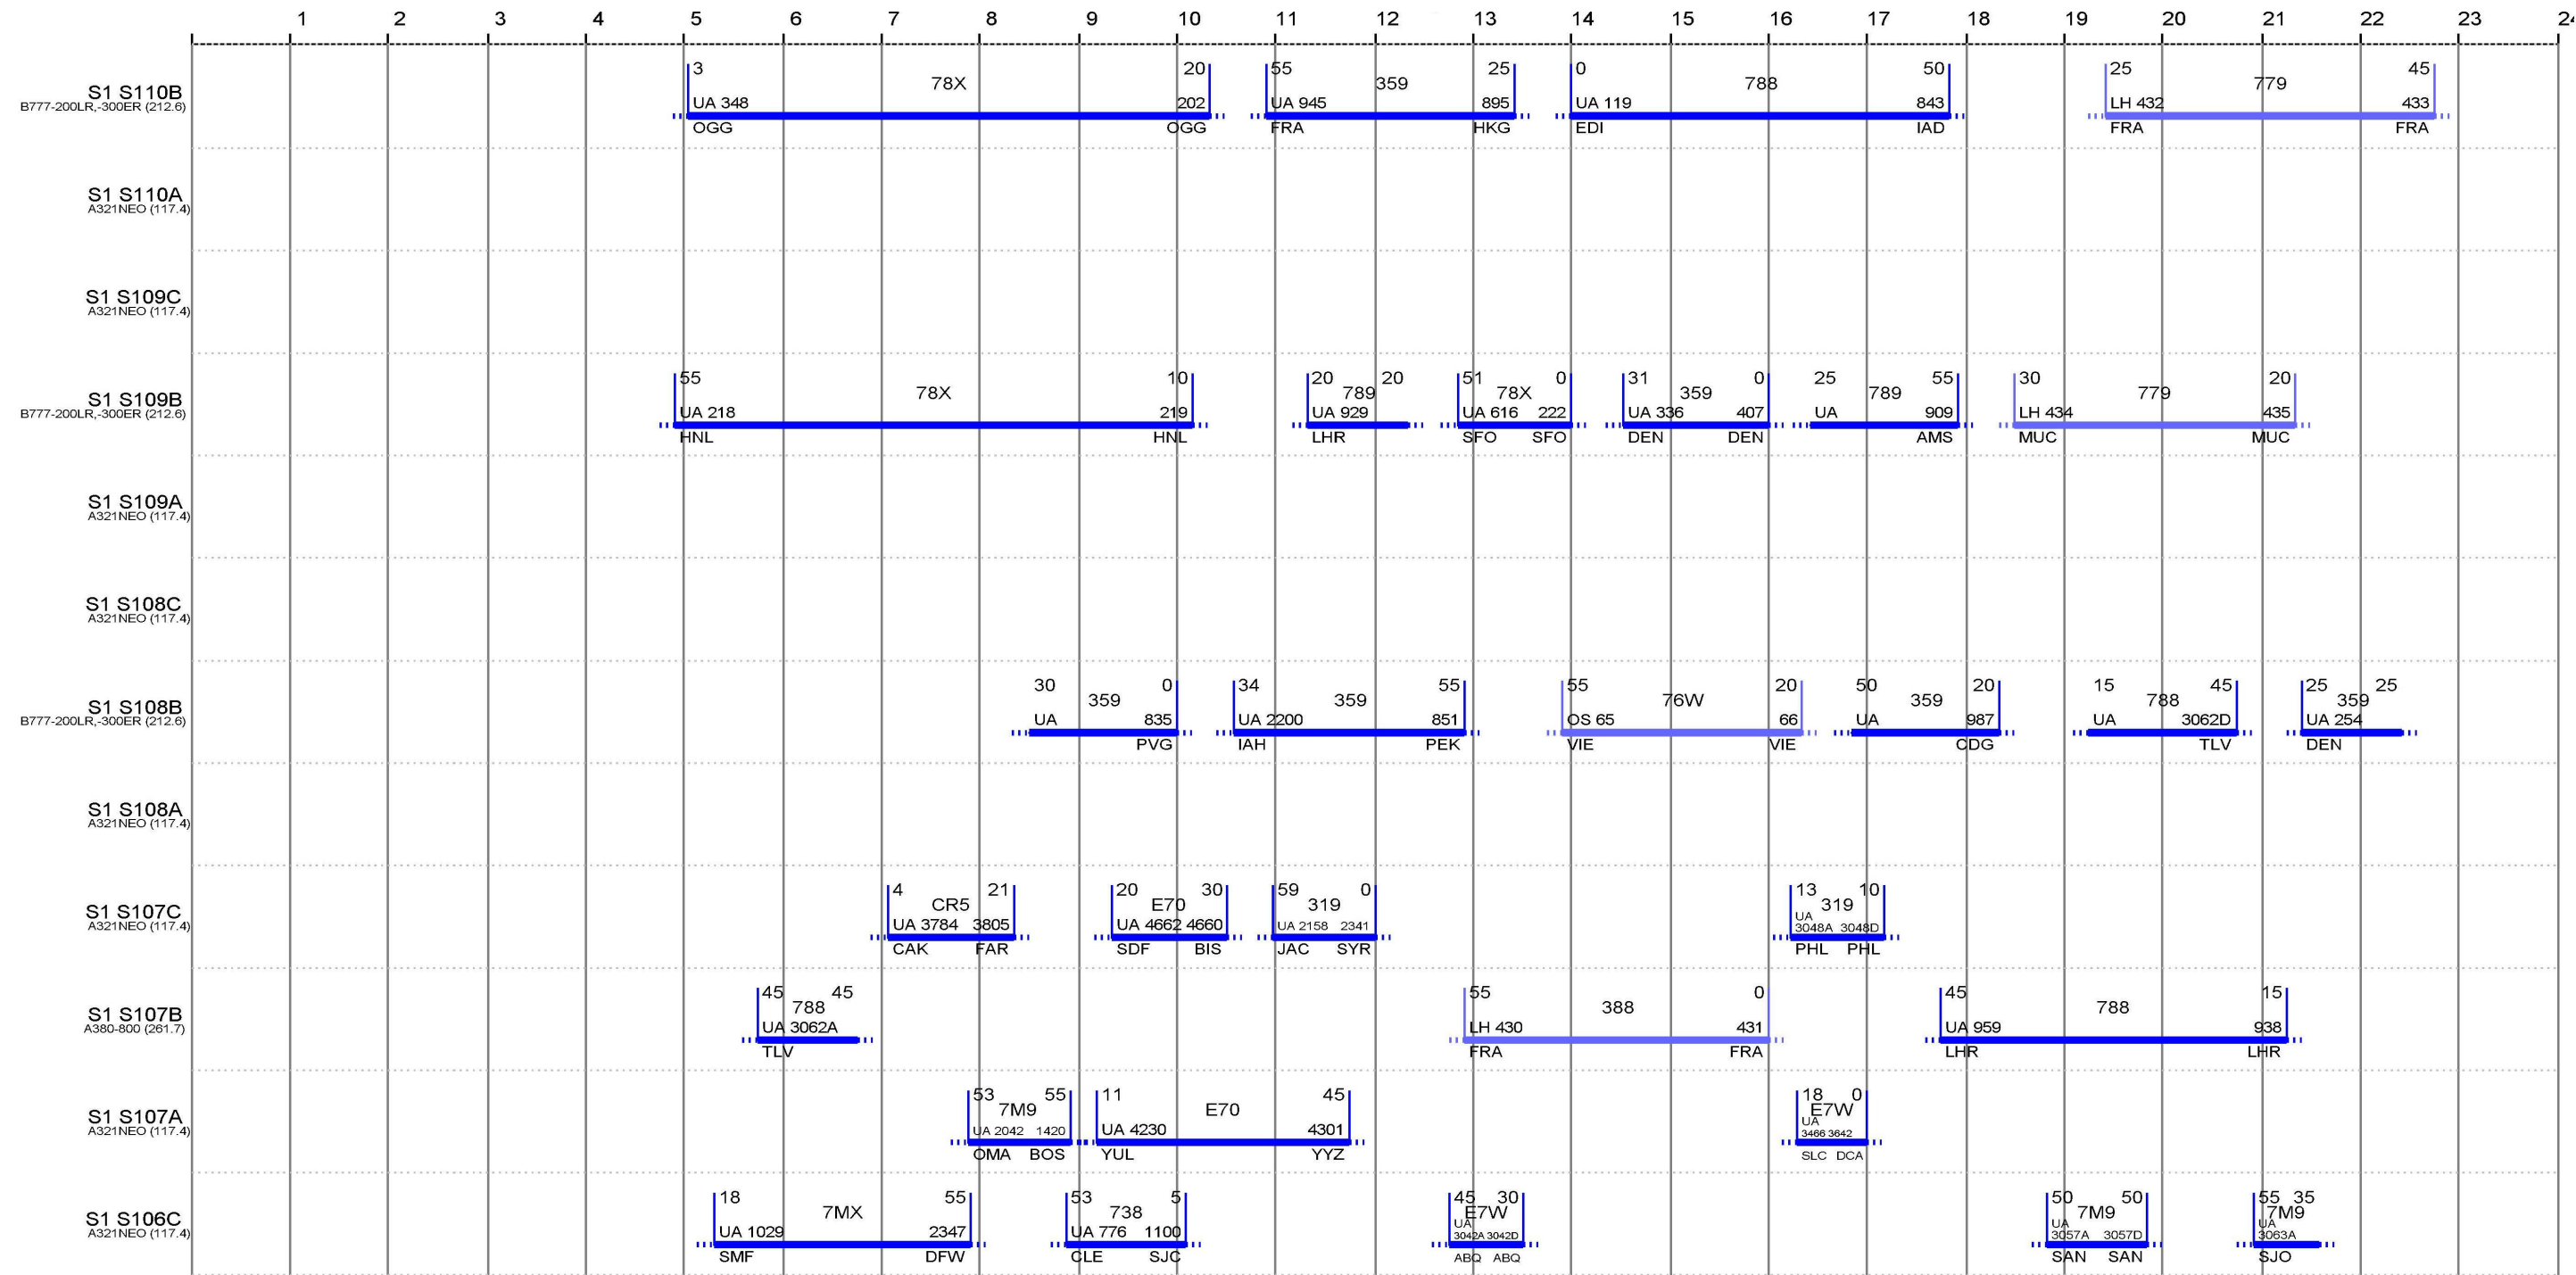 1 2 3 4 5 6 7 8 9 10 11 12 13 14 15 16 17 18 19 20 21 22 23
3 20 55 25 0 50 25 45
78X 359 788 779
S1 S110B
B777-200LR,-300ER (212.6)
UA 348 202 UA 945 895 UA 119 843 LH 432 433
OGG OGG FRA HKG EDI IAD FRA FRA
S1 S110A
A321NEO (117.4)
S1 S109C
A321NEO (117.4)
55 10 20 20 51 0 31 0 25 55 30 20
78X 789 78X 359 789 779
S1 S109B
B777-200LR,-300ER (212.6)
UA 218 219 UA 929 UA 616 222 UA 336 407 UA 909 LH 434 435
HNL HNL LHR SFO SFO DEN DEN AMS MUC MUC
S1 S109A
A321NEO (117.4)
S1 S108C
A321NEO (117.4)
30 0 34 55 55 20 50 20 15 45 25 25
359 359 76W 359 788 359
S1 S108B
B777-200LR,-300ER (212.6)
UA 835 UA 2200 851 OS 65 66 UA 987 UA 3062D UA 254
PVG IAH PEK VIE VIE CDG TLV DEN
S1 S108A
A321NEO (117.4)
4 21 20 30 59 0 13 10
CR5 E70 319 319
S1 S107C
A321NEO (117.4)
UA
UA 3784 3805 UA 4662 4660 UA 2158 2341 3048A 3048D
CAK FAR SDF BIS JAC SYR PHL PHL
45 45 55 0 45 15
788 388 788
S1 S107B
A380-800 (261.7)
UA 3062A LH 430 431 UA 959 938
TLV FRA FRA LHR LHR
53 55 11 45 18 0
7M9 E70 E7W
S1 S107A
A321NEO (117.4)
UA
UA 2042 1420 UA 4230 4301 3466 3642
OMA BOS YUL YYZ SLC DCA
18 55 53 5 45 30 50 50 55 35
7MX 738 E7W 7M9 7M9
S1 S106C
A321NEO (117.4)
UA UA UA
UA 1029 2347 UA 776 1100 3042A 3042D 3057A 3057D 3063A
SMF DFW CLE SJC ABQ ABQ SAN SAN SJO